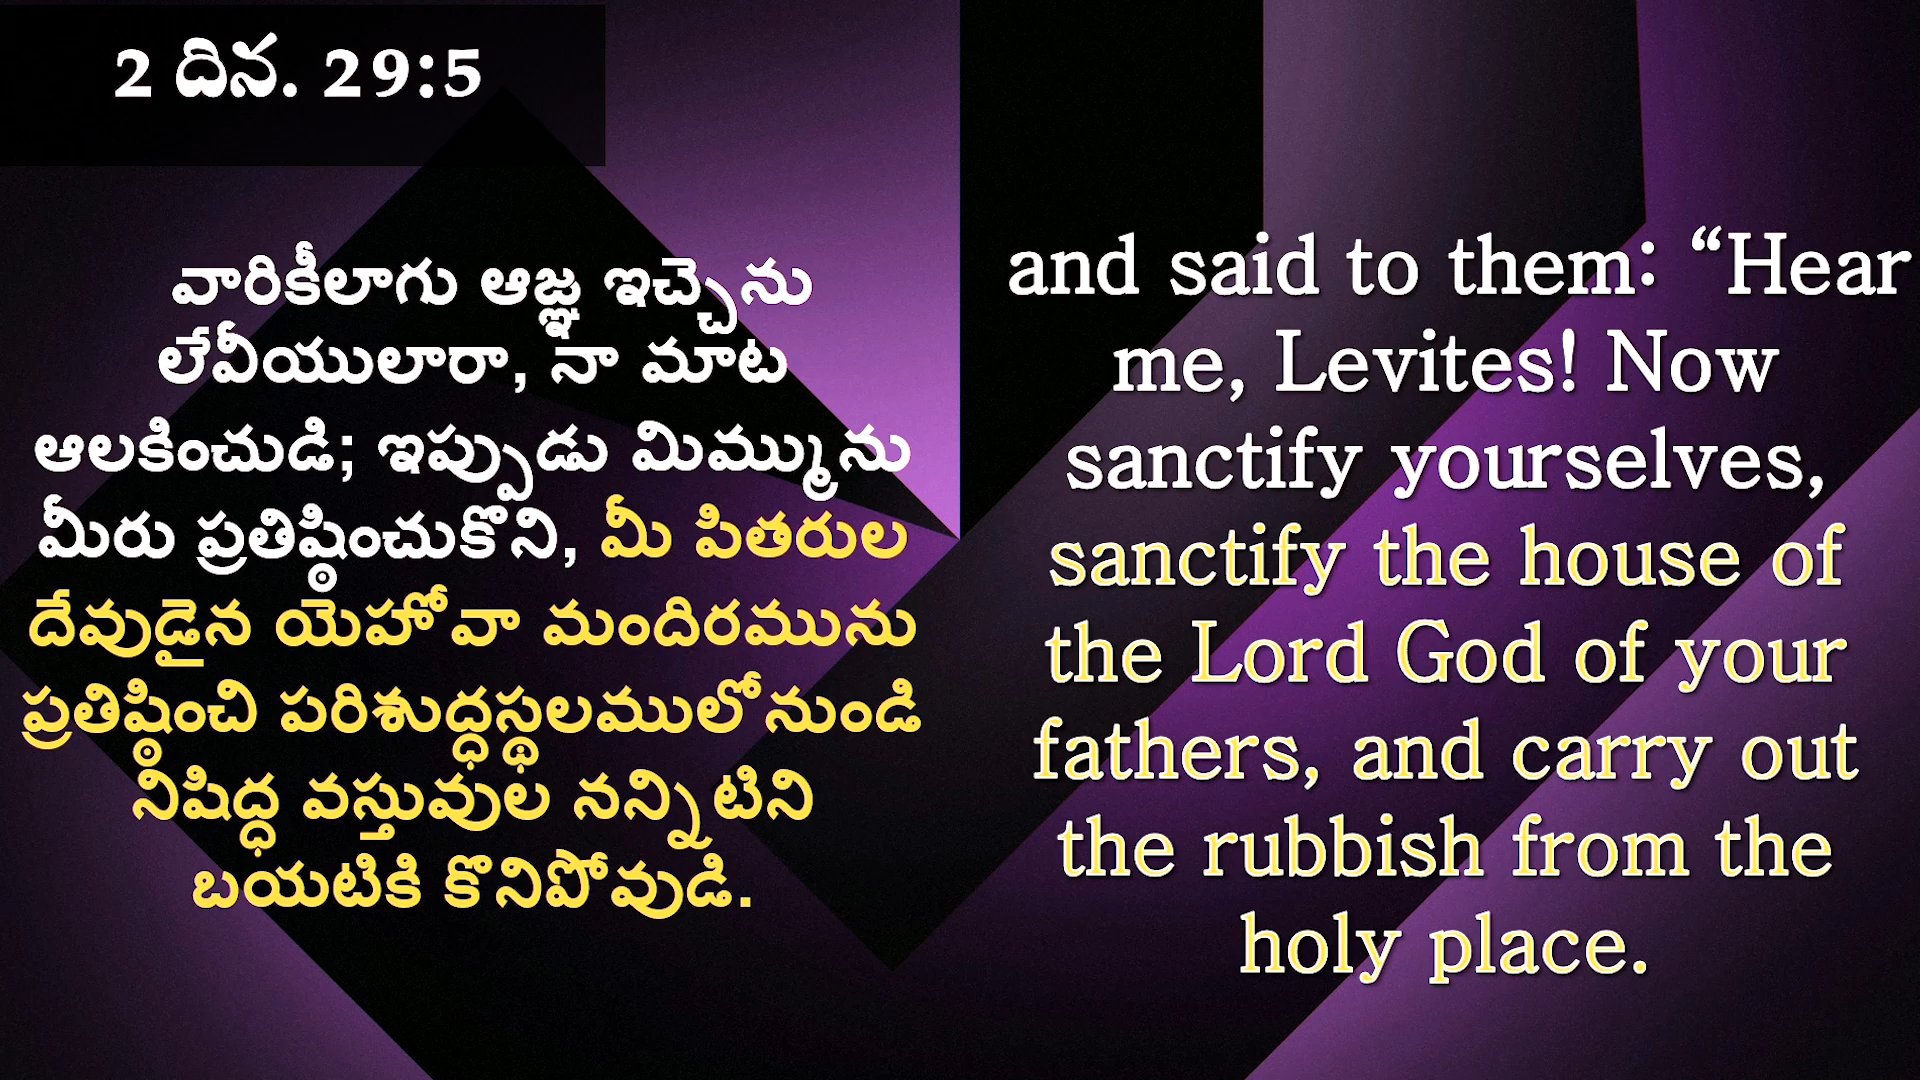 2 దిన. 29:5
వారికీలాగు ఆజ్ఞ ఇచ్చెను
లేవీయులారా, నా మాట
ఆలకించుడి; ఇప్పుడు మిమ్మును
మీరు ప్రతిష్ఠించుకొని, మీ పితరుల
దేవుడైన యెహోవా మందిరమును
ప్రతిష్ఠించి పరిశుద్ధస్థలములోనుండి
నిషిద్ధ వస్తువుల నన్నిటిని
బయటికి కొనిపోవుడి.
and said to them: “Hear
me, Levites! Now
sanctify yourselves,
sanctify the house of
the Lord God of your
fathers, and carry out
the rubbish from the
holy place.